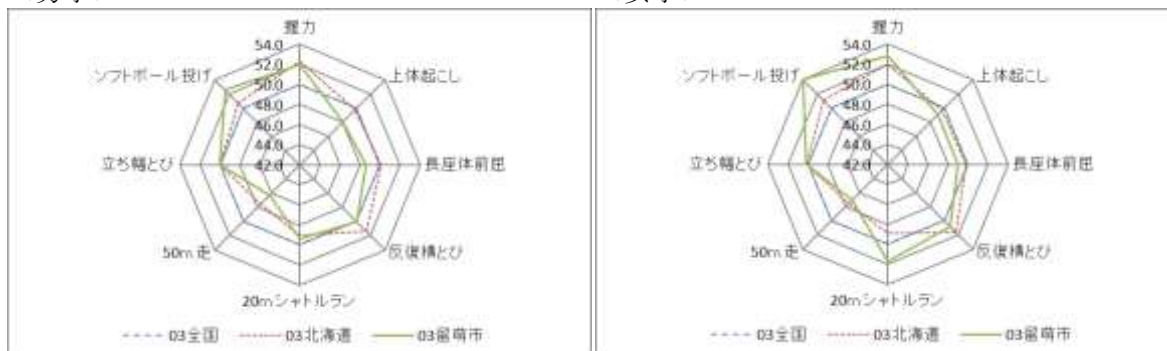 握力
54.0
52.0
50.0
48.0
46.0
44.0
42.0
ソフトボール投げ
上体起こし
立ち幅とび
長座体前屈
50m走
反復横とび
20mシャトルラン
03全国 03北海道 03留萌市
握力
54.0
52.0
50.0
48.0
46.0
44.0
42.0
ソフトボール投げ
上体起こし
立ち幅とび
長座体前屈
50m走
反復横とび
20mシャトルラン
03全国 03北海道 03留萌市